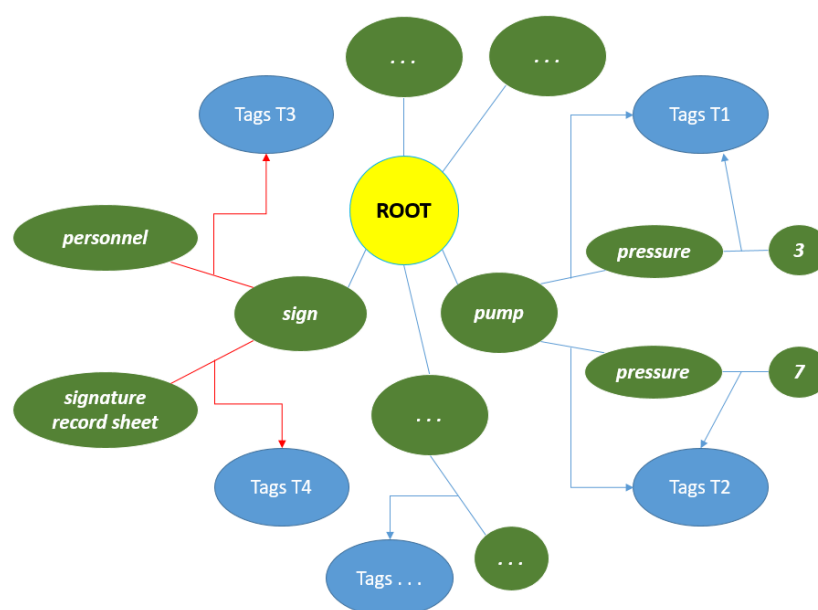 . . .
. . .
Tags T3
Tags T1
ROOT
personnel
pressure
3
sign
pump
pressure
7
signature
record sheet
. . .
Tags T4
Tags T2
. . .
Tags . . .